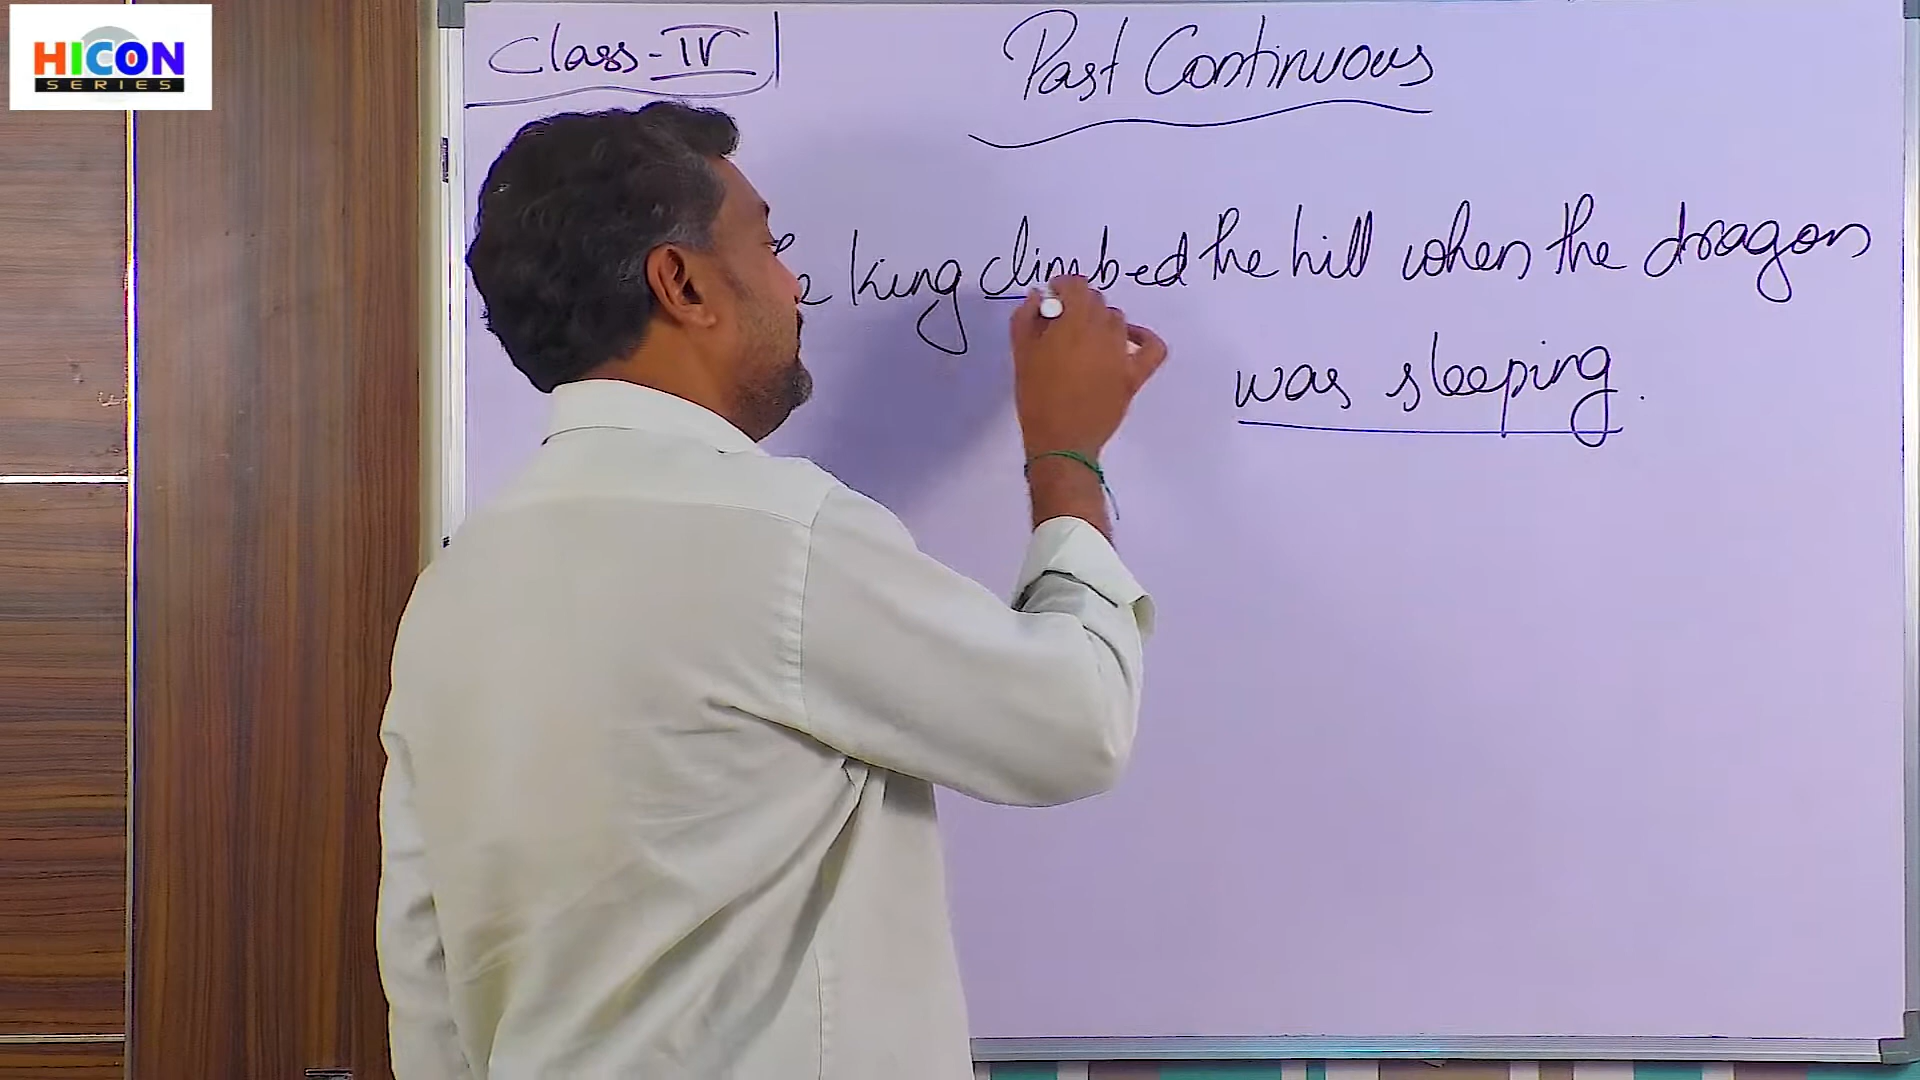 HICON
SERIES
Class-IV
Past Continuous
king climbed the hill when the dragon
was sleeping.